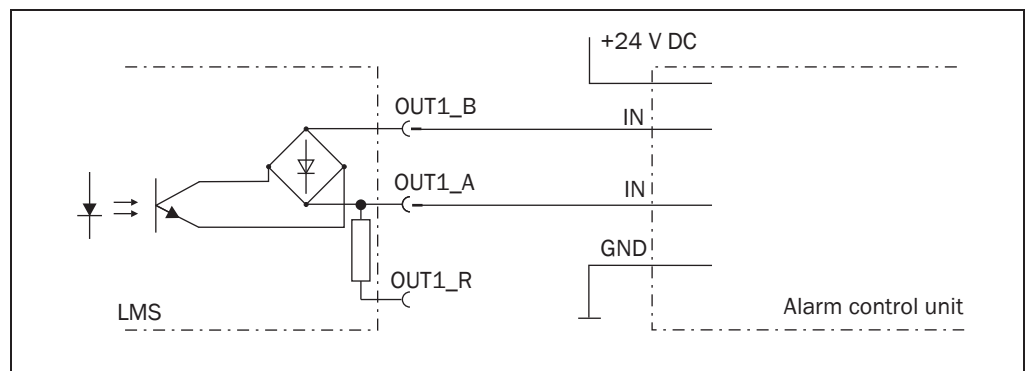 +24 V DC
OUT1_B
IN
OUT1_A
IN
GND
OUT1_R
LMS
Alarm control unit